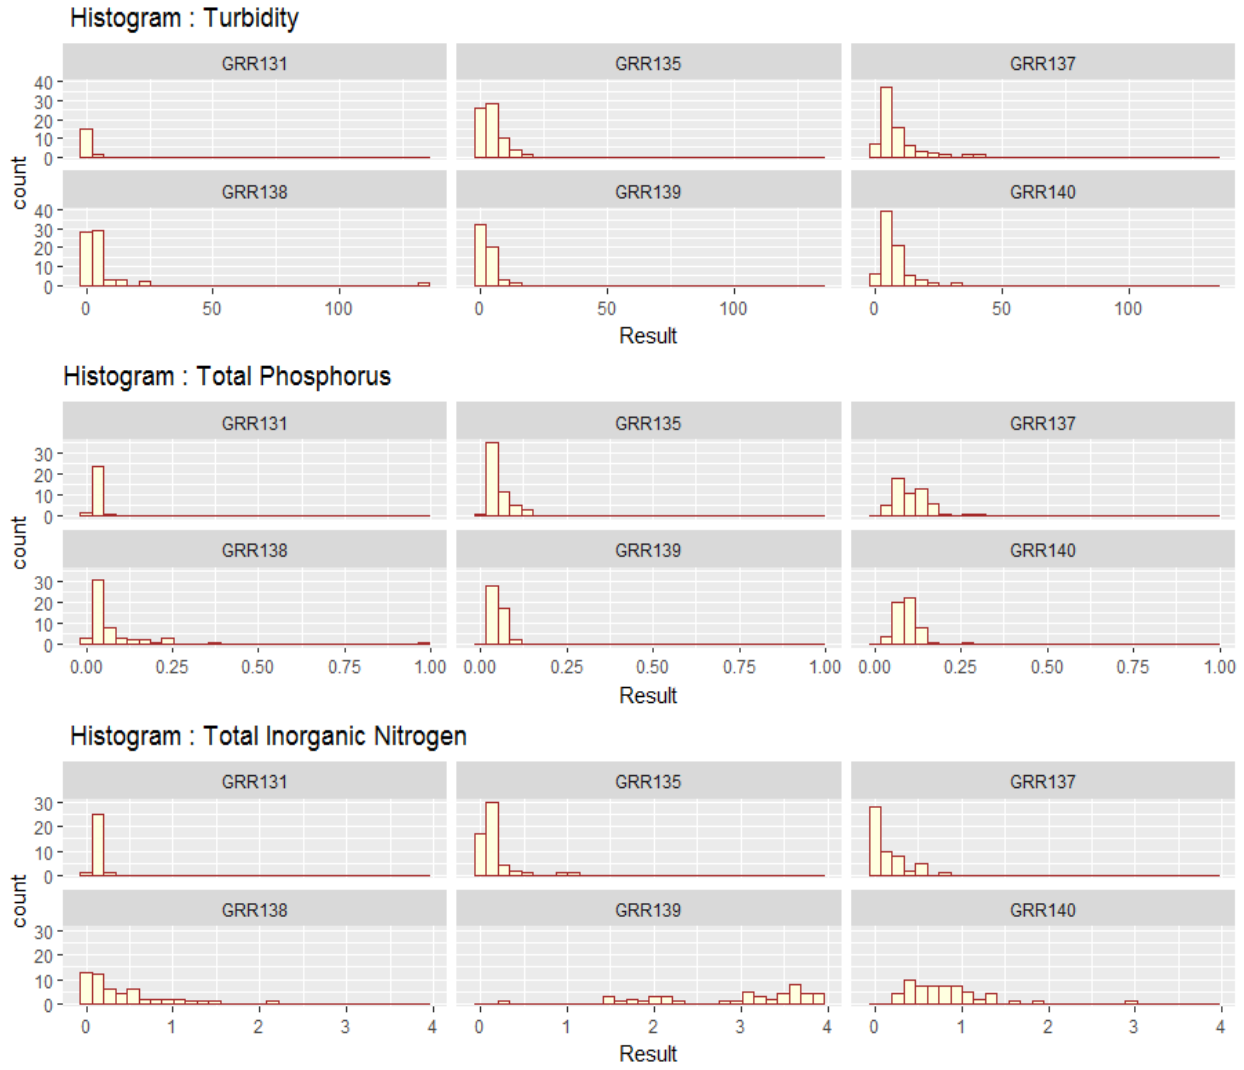 Histogram : Turbidity
GRR131 GRR135 GRR137
40
30
20
10
0
GRR138 GRR139 GRR140
40
30
20
10
0
count
0 50 100 0 50 100 0 50 100
Result
Histogram : Total Phosphorus
GRR131 GRR135 GRR137
30
20
10
0
GRR138 GRR139 GRR140
30
20
10
0
count
0.00 0.25 0.50 0.75 1.00 0.00 0.25 0.50 0.75 1.00 0.00 0.25 0.50 0.75 1.00
Result
Histogram : Total Inorganic Nitrogen
GRR131 GRR135 GRR137
30
20
10
0
GRR138 GRR139 GRR140
30
20
10
0
count
0 1 2 3 4 0 1 2 3 4 0 1 2 3 4
Result